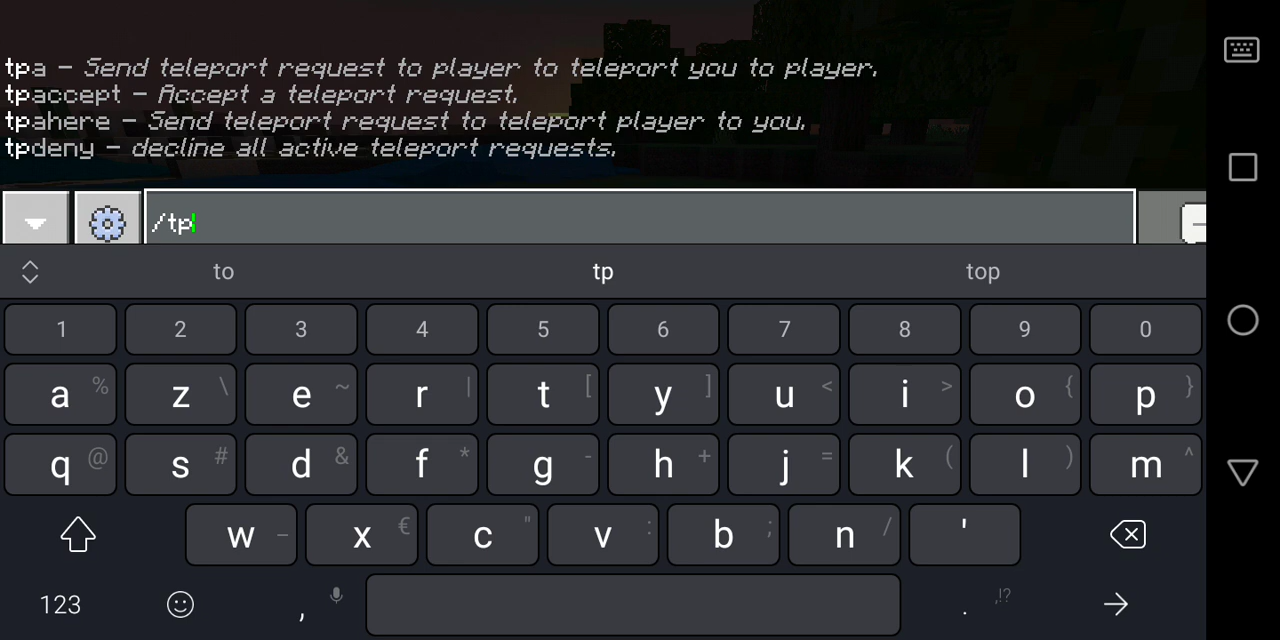 tpa – Send teleport request to player to teleport you to player.
tpaccept – Accept a teleport request.
tpahere – Send teleport request to teleport player to you.
tpdeny – decline all active teleport requests.
/tp
to tp top
1 2 3 4 5 6 7 8 9 0
a % z \ e ~ r | t [ y ] u < i > o { p }
q @ s # d & f * g - h + j = k ( l ) m ^
w _ x € c " v : b ; n / '
123 , . ,!?